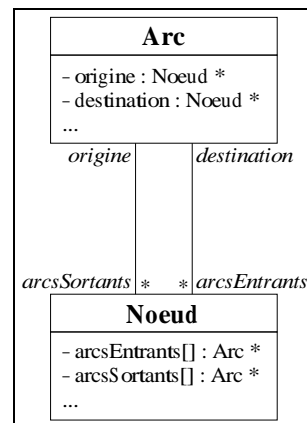 Arc
- origine : Noeud *
- destination : Noeud *
...
origine destination
arcsSortants * * arcsEntrants
Noeud
- arcsEntrants[] : Arc *
- arcsSortants[] : Arc *
...